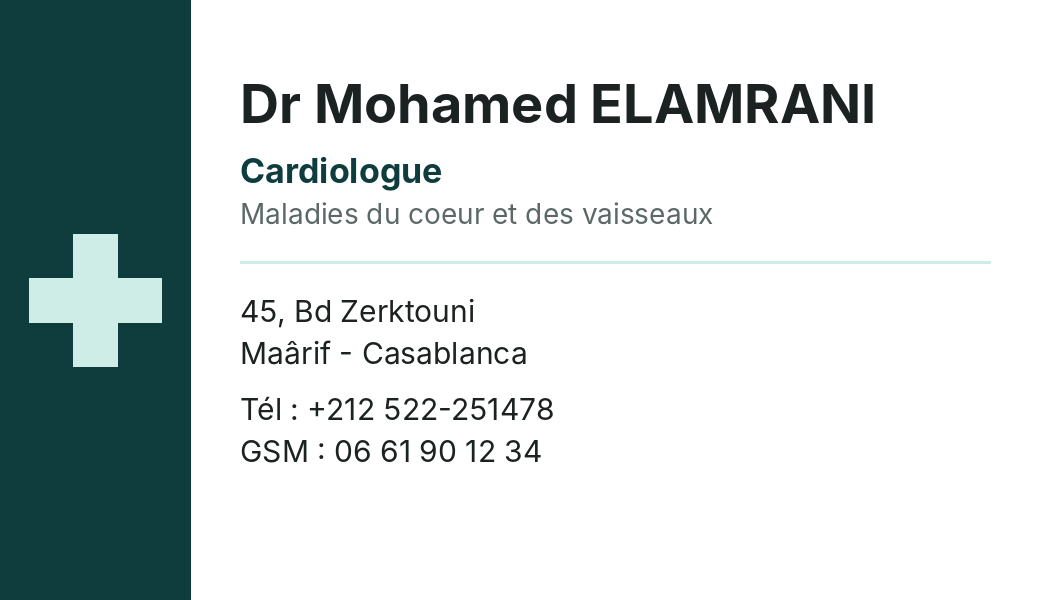 Dr Mohamed ELAMRANI
Cardiologue
Maladies du coeur et des vaisseaux
45, Bd Zerktouni
Maârif - Casablanca
Tél : +212 522-251478
GSM : 06 61 90 12 34